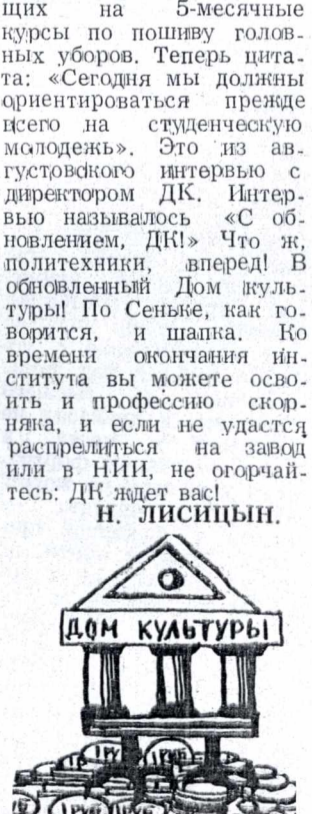 щих на 5-месячные
курсы по пошиву голов-
ных уборов. Теперь цита-
та: «Сегодня мы должны
ориентироваться прежде
всего на студенческую
молодежь». Это из ав-
густовского интервью с
директором ДК. Интер-
вью называлось «С об-
новлением, ДК!» Что ж,
политехники, вперед! В
обновленный Дом куль-
туры! По Сеньке, как го-
ворится, и шапка. Ко
времени окончания ин-
ститута вы можете осво-
ить и профессию скор-
няка, и если не удастся
распрелиться на завод
или в НИИ, не огорчай-
тесь: ДК ждет вас!
Н. ЛИСИЦЫН.
ДОМ КУЛЬТУРЫ
1 РУБ
1 РУБ